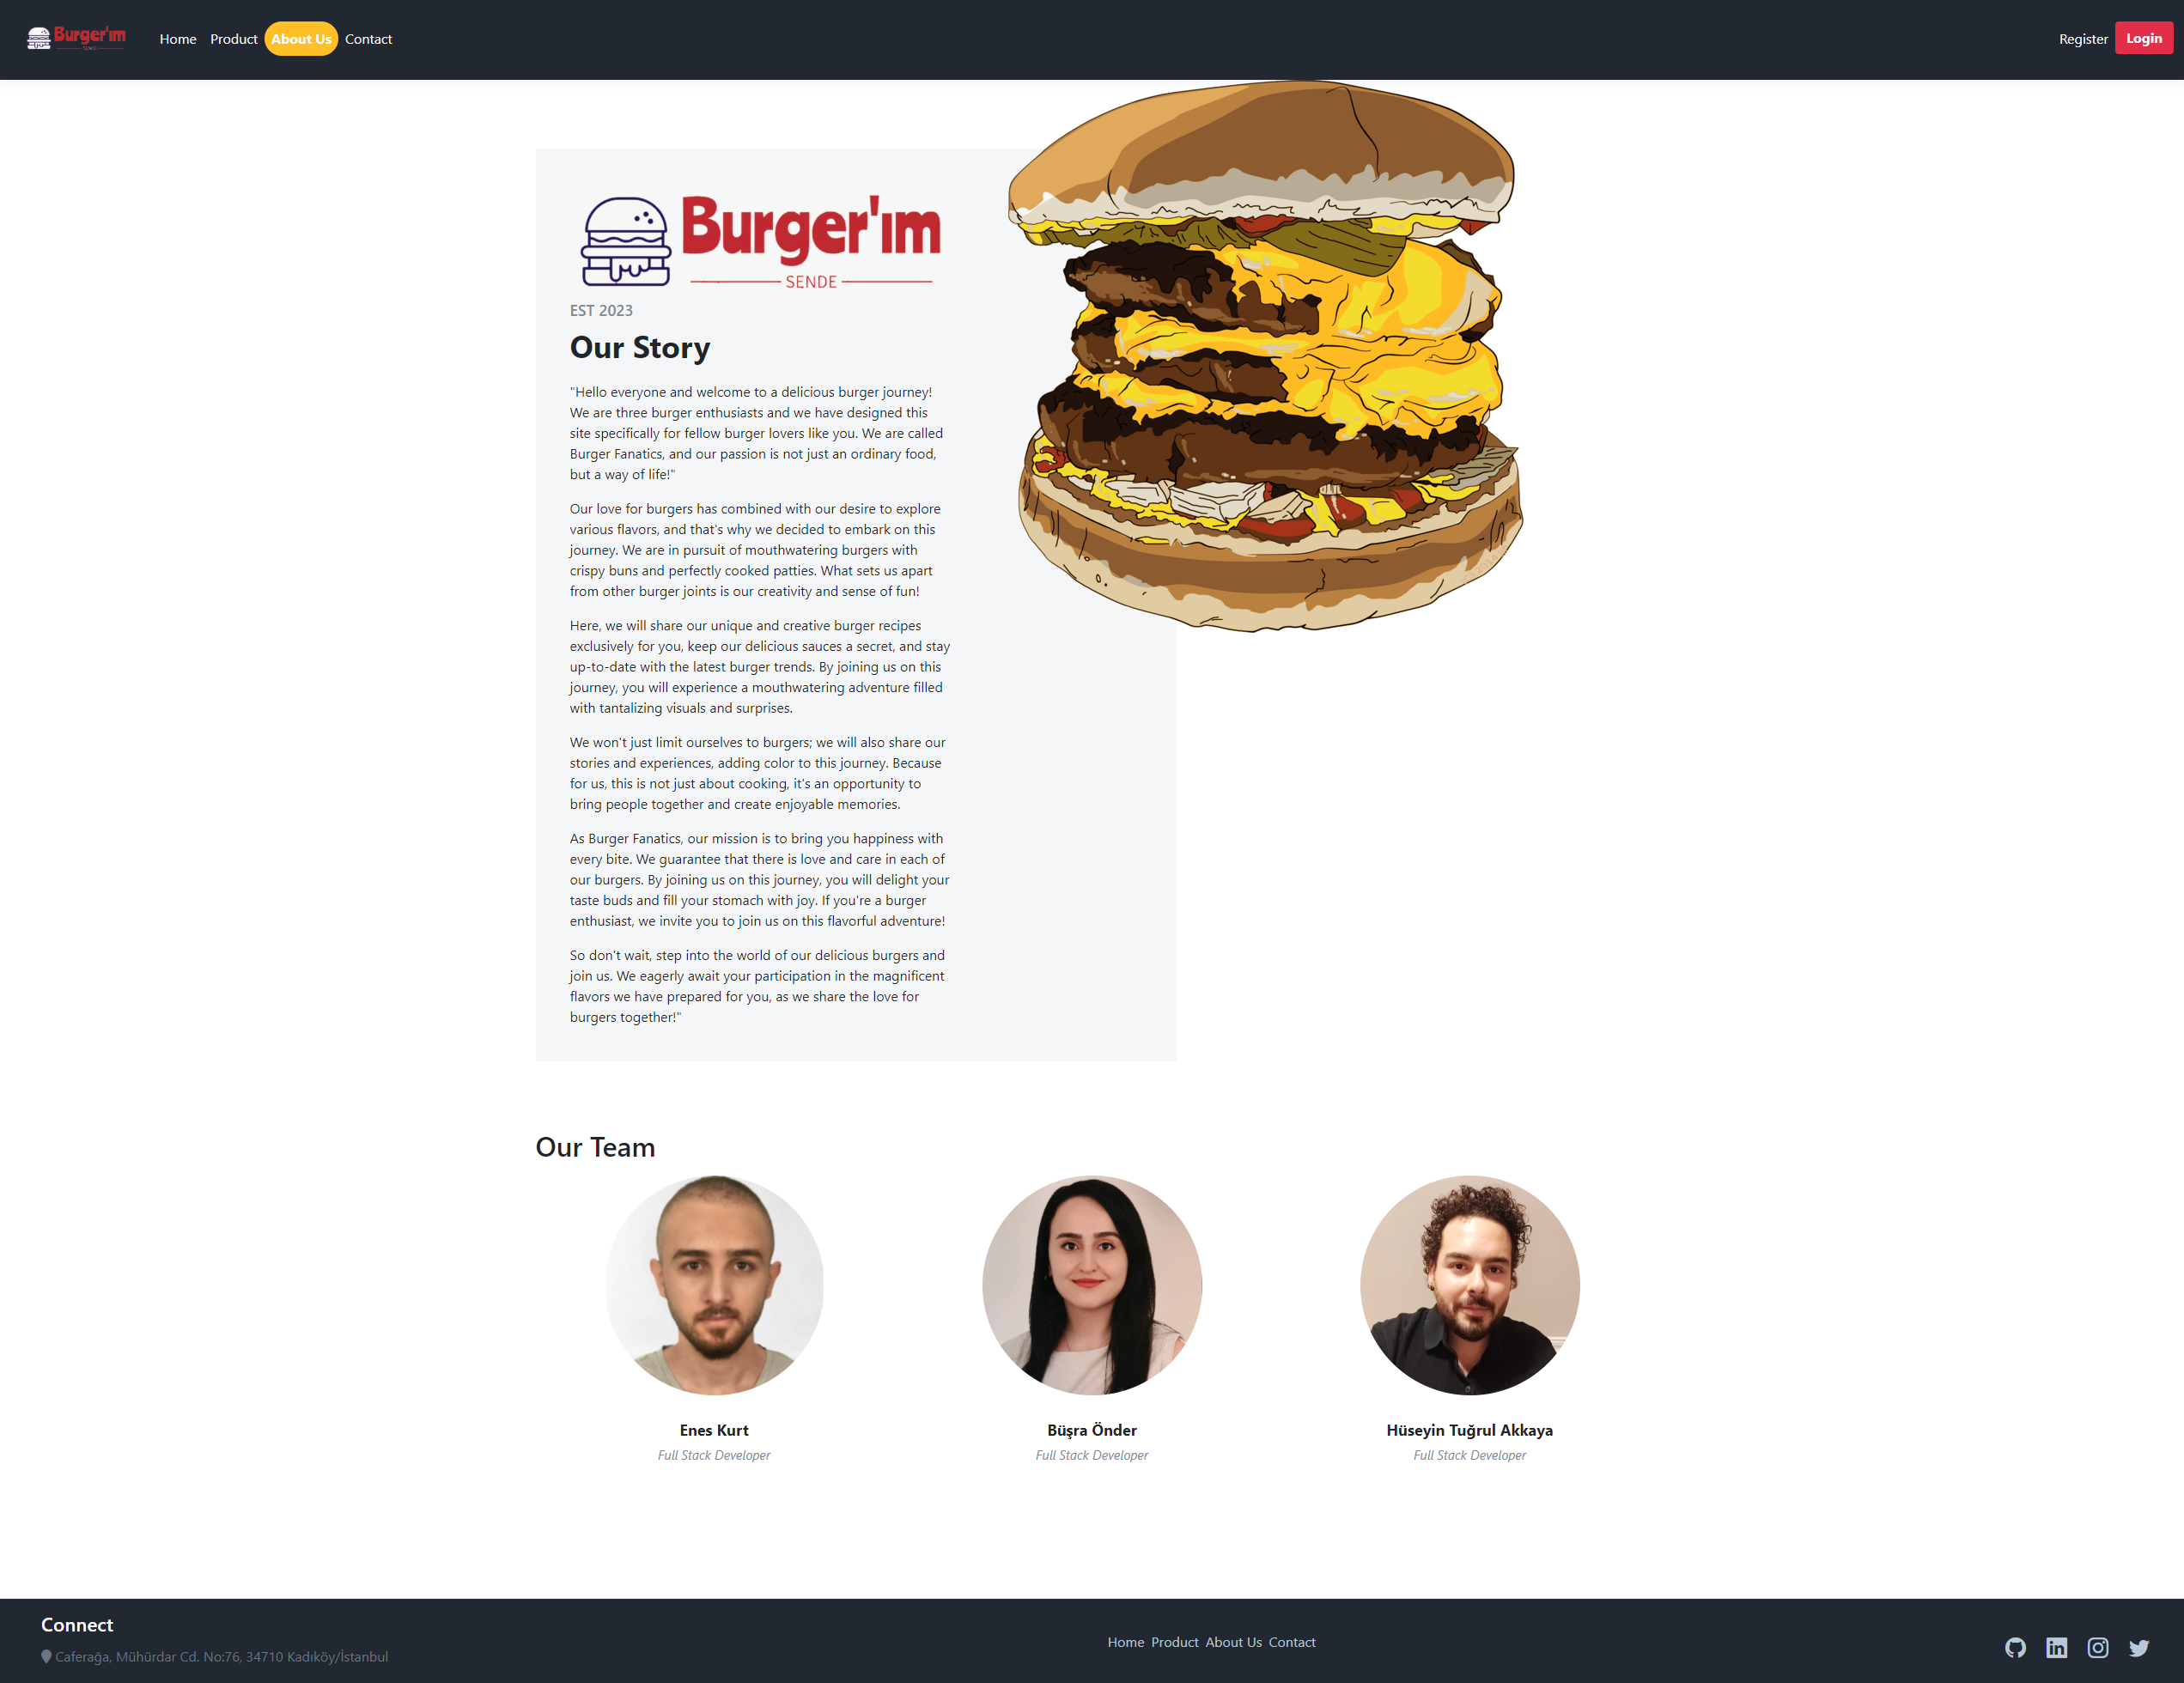 Burger'ım
SENDE
Home
Product
About Us
Contact
Register
Login
Burger'ım
SENDE
EST 2023
Our Story
"Hello everyone and welcome to a delicious burger journey!
We are three burger enthusiasts and we have designed this
site specifically for fellow burger lovers like you. We are called
Burger Fanatics, and our passion is not just an ordinary food,
but a way of life!"
Our love for burgers has combined with our desire to explore
various flavors, and that's why we decided to embark on this
journey. We are in pursuit of mouthwatering burgers with
crispy buns and perfectly cooked patties. What sets us apart
from other burger joints is our creativity and sense of fun!
Here, we will share our unique and creative burger recipes
exclusively for you, keep our delicious sauces a secret, and stay
up-to-date with the latest burger trends. By joining us on this
journey, you will experience a mouthwatering adventure filled
with tantalizing visuals and surprises.
We won't just limit ourselves to burgers; we will also share our
stories and experiences, adding color to this journey. Because
for us, this is not just about cooking, it's an opportunity to
bring people together and create enjoyable memories.
As Burger Fanatics, our mission is to bring you happiness with
every bite. We guarantee that there is love and care in each of
our burgers. By joining us on this journey, you will delight your
taste buds and fill your stomach with joy. If you're a burger
enthusiast, we invite you to join us on this flavorful adventure!
So don't wait, step into the world of our delicious burgers and
join us. We eagerly await your participation in the magnificent
flavors we have prepared for you, as we share the love for
burgers together!"
Our Team
Enes Kurt
Full Stack Developer
Büşra Önder
Full Stack Developer
Hüseyin Tuğrul Akkaya
Full Stack Developer
Connect
Caferağa, Mühürdar Cd. No:76, 34710 Kadıköy/İstanbul
Home
Product
About Us
Contact